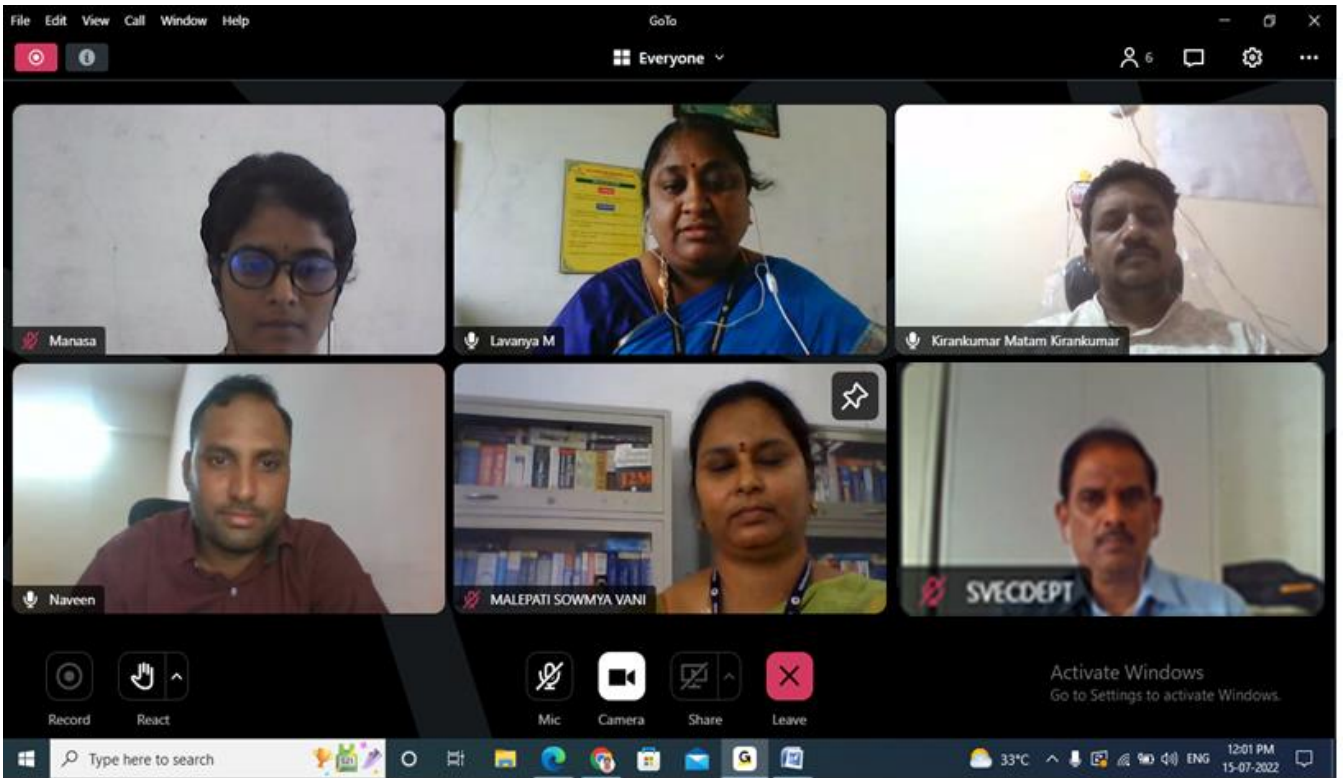 File Edit View Call Window Help
GoTo
Everyone
6
Manasa
Lavanya M
Kirankumar Matam Kirankumar
Naveen
MALEPATI SOWMYA VANI
SVECDEPT
Record
React
Mic
Camera
Share
Leave
Activate Windows
Go to Settings to activate Windows.
Type here to search
33°C
ENG
12:01 PM
15-07-2022